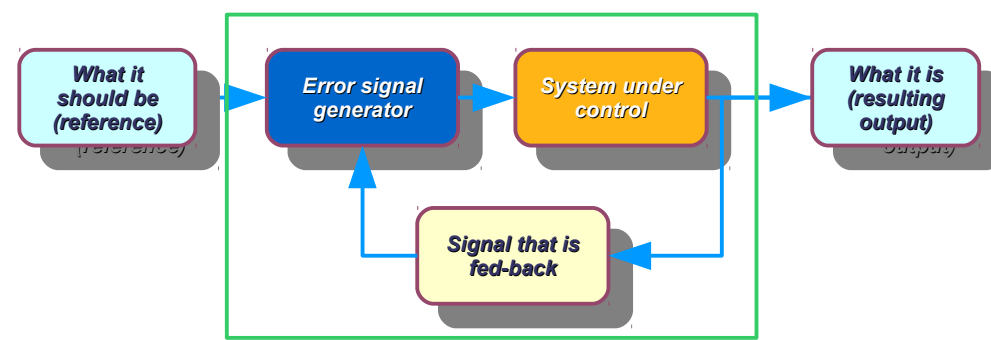 What it
should be
(reference)
Error signal
generator
System under
control
What it is
(resulting
output)
Signal that is
fed-back